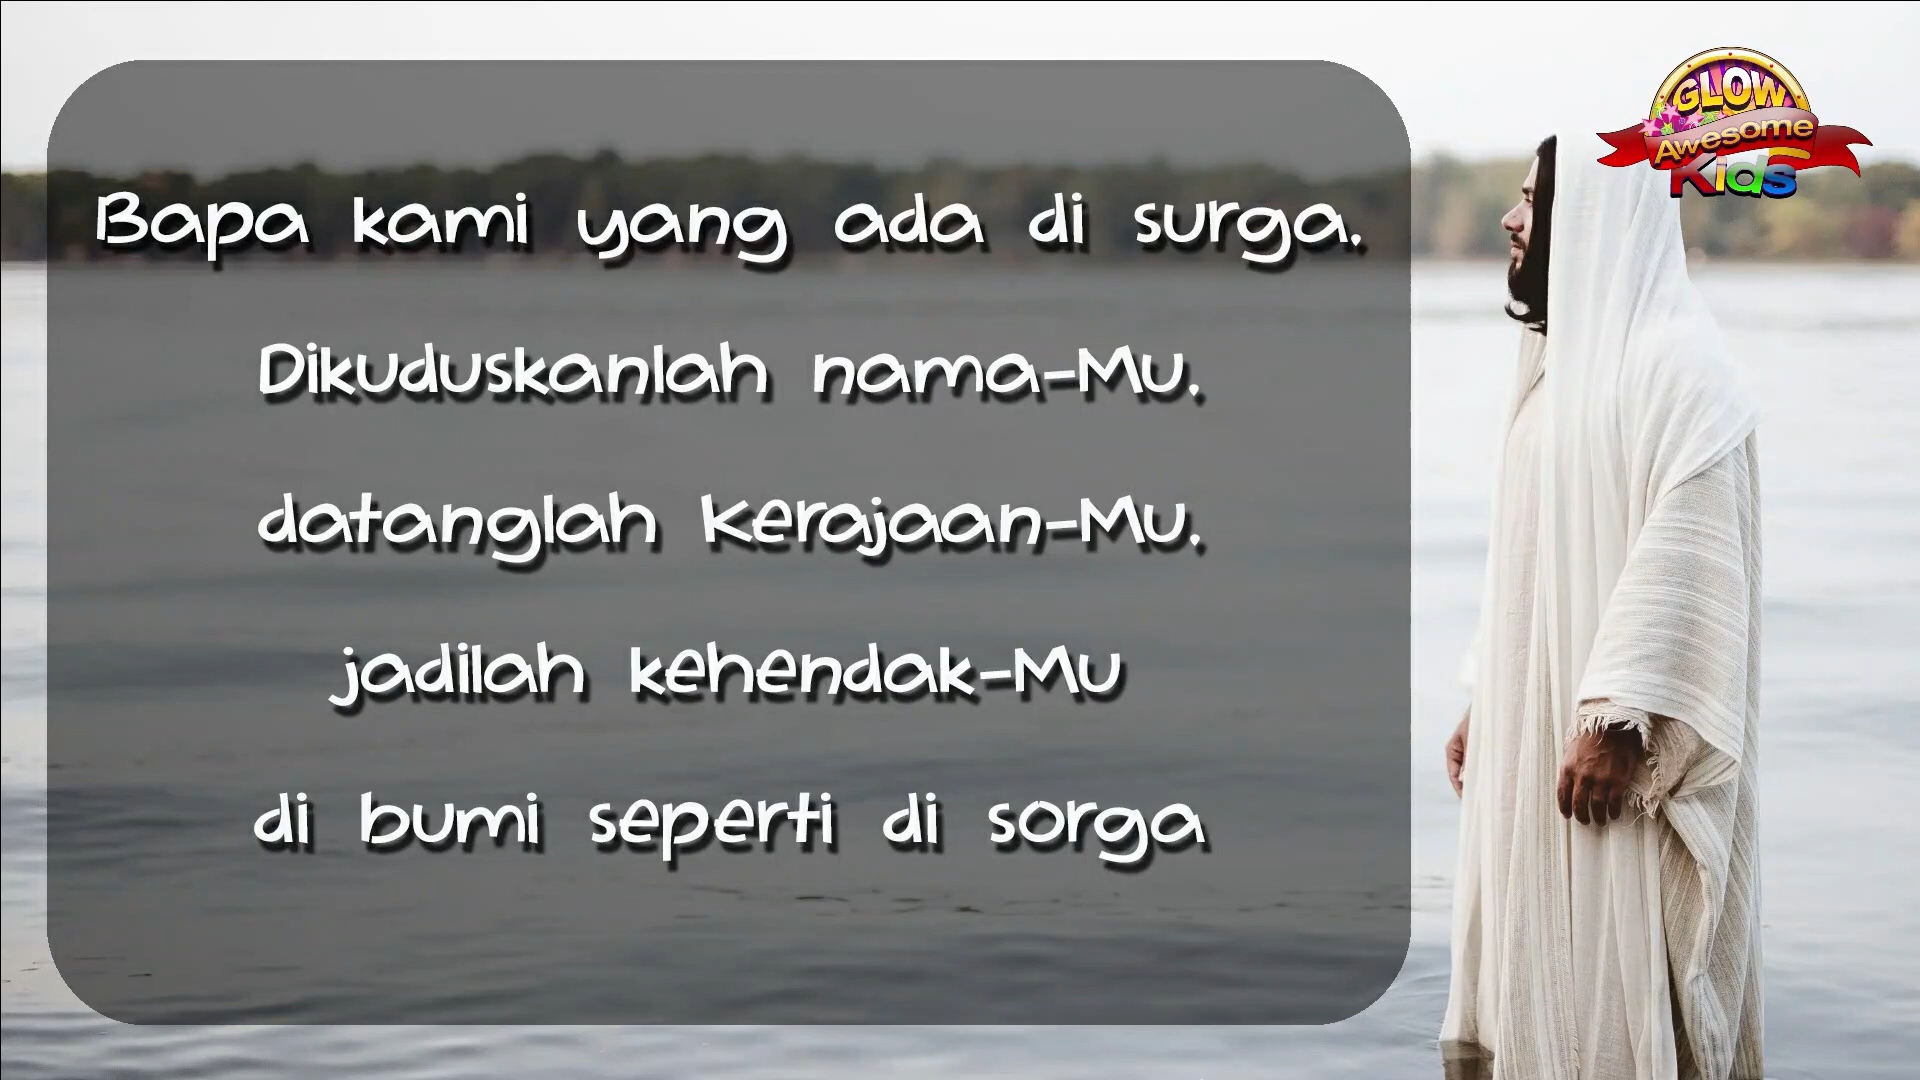 GLOW
Awesome
Kids
Bapa kami yang ada di surga,
Dikuduskanlah nama-Mu,
datanglah Kerajaan-Mu,
jadilah kehendak-Mu
di bumi seperti di sorga